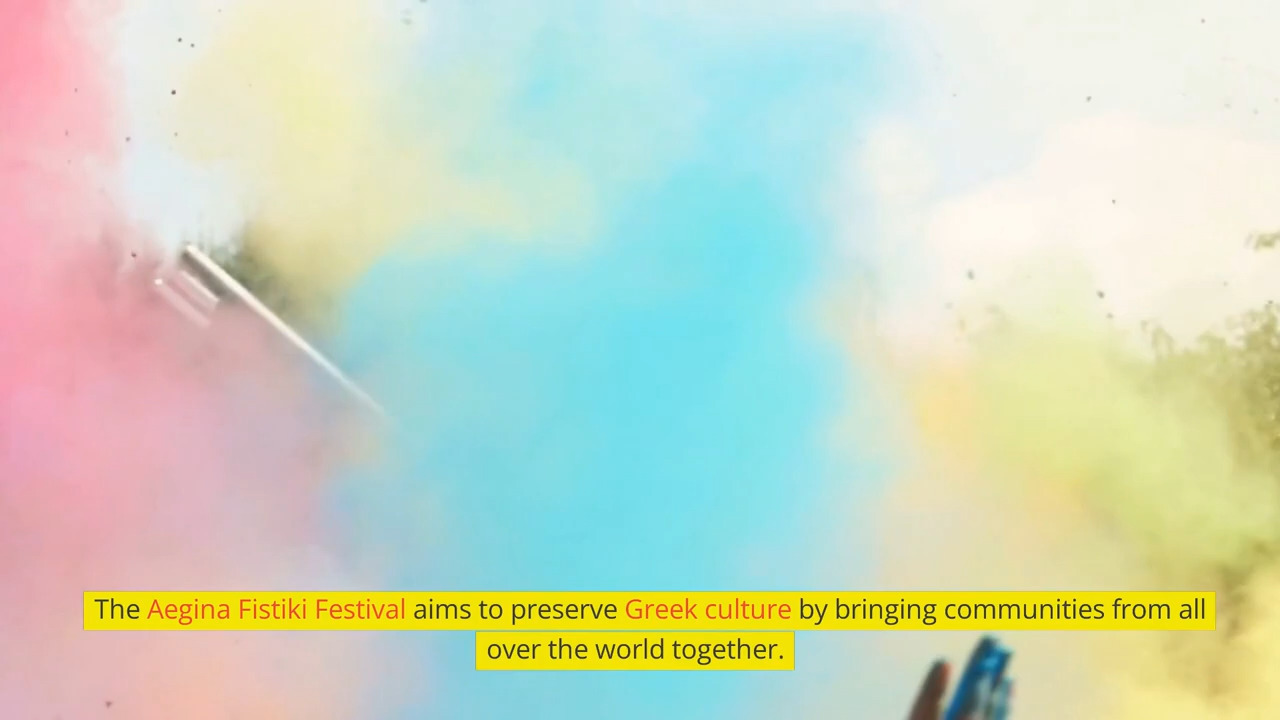 The Aegina Fistiki Festival aims to preserve Greek culture by bringing communities from all
over the world together.